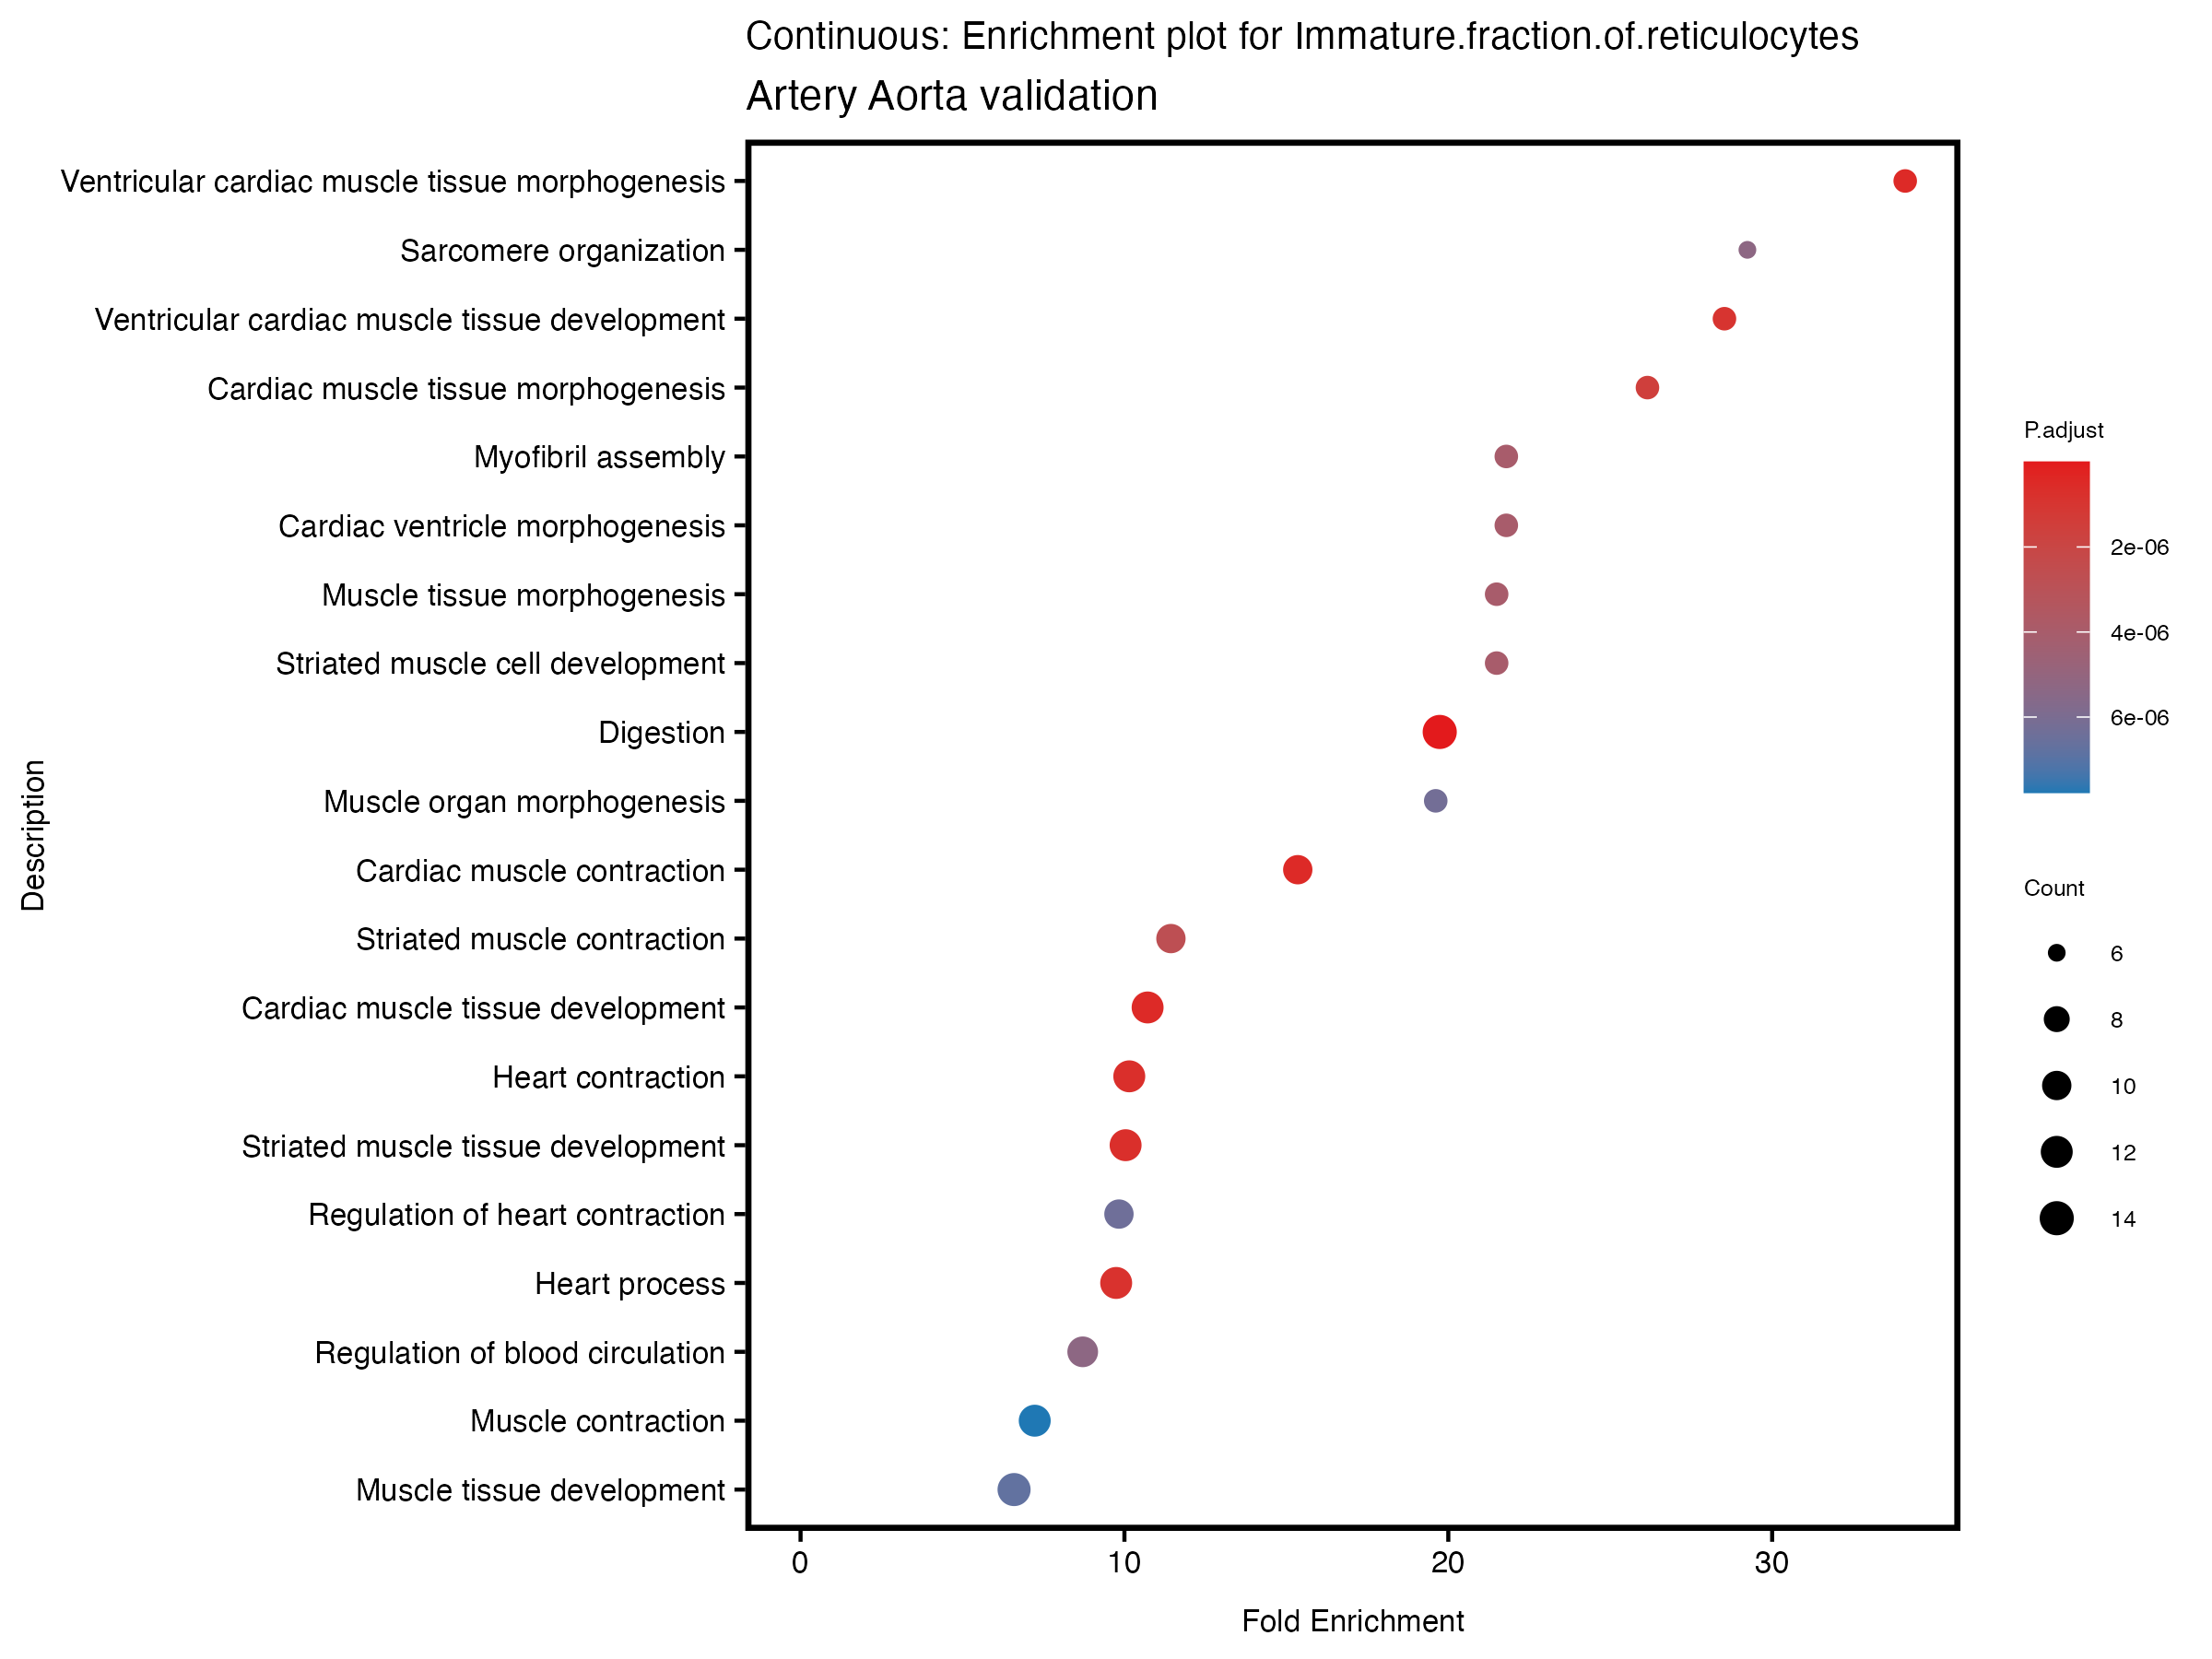 Continuous: Enrichment plot for Immature.fraction.of.reticulocytes
Artery Aorta validation
Ventricular cardiac muscle tissue morphogenesis
Sarcomere organization
Ventricular cardiac muscle tissue development
Cardiac muscle tissue morphogenesis
Myofibril assembly
Cardiac ventricle morphogenesis
Muscle tissue morphogenesis
Striated muscle cell development
Digestion
Muscle organ morphogenesis
Cardiac muscle contraction
Striated muscle contraction
Cardiac muscle tissue development
Heart contraction
Striated muscle tissue development
Regulation of heart contraction
Heart process
Regulation of blood circulation
Muscle contraction
Muscle tissue development
Description
0 10 20 30
Fold Enrichment
P.adjust
2e-06
4e-06
6e-06
Count
6
8
10
12
14